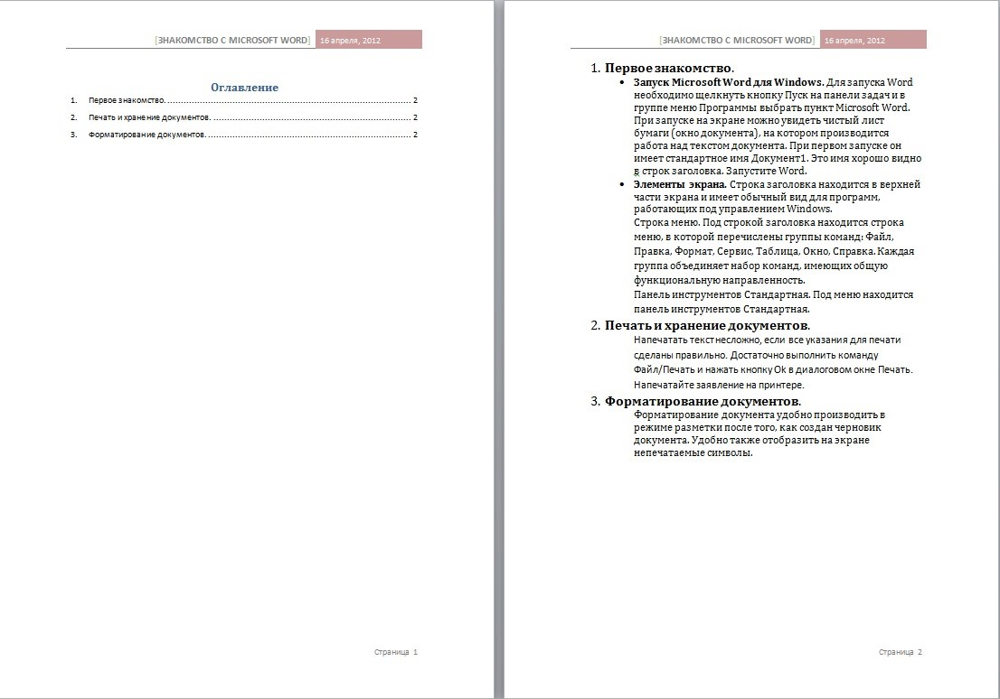 [ЗНАКОМСТВО С MICROSOFT WORD] 16 апреля, 2012
Оглавление
1. Первое знакомство. 2
2. Печать и хранение документов. 2
3. Форматирование документов. 2
Страница 1
[ЗНАКОМСТВО С MICROSOFT WORD] 16 апреля, 2012
1. Первое знакомство.
• Запуск Microsoft Word для Windows. Для запуска Word
необходимо щелкнуть кнопку Пуск на панели задач и в
группе меню Программы выбрать пункт Microsoft Word.
При запуске на экране можно увидеть чистый лист
бумаги (окно документа), на котором производится
работа над текстом документа. При первом запуске он
имеет стандартное имя Документ1. Это имя хорошо видно
в строк заголовка. Запустите Word.
• Элементы экрана. Строка заголовка находится в верхней
части экрана и имеет обычный вид для программ,
работающих под управлением Windows.
Строка меню. Под строкой заголовка находится строка
меню, в которой перечислены группы команд: Файл,
Правка, Формат, Сервис, Таблица, Окно, Справка. Каждая
группа объединяет набор команд, имеющих общую
функциональную направленность.
Панель инструментов Стандартная. Под меню находится
панель инструментов Стандартная.
2. Печать и хранение документов.
Напечатать текст несложно, если все указания для печати
сделаны правильно. Достаточно выполнить команду
Файл/Печать и нажать кнопку Ok в диалоговом окне Печать.
Напечатайте заявление на принтере.
3. Форматирование документов.
Форматирование документа удобно производить в
режиме разметки после того, как создан черновик
документа. Удобно также отобразить на экране
непечатаемые символы.
Страница 2